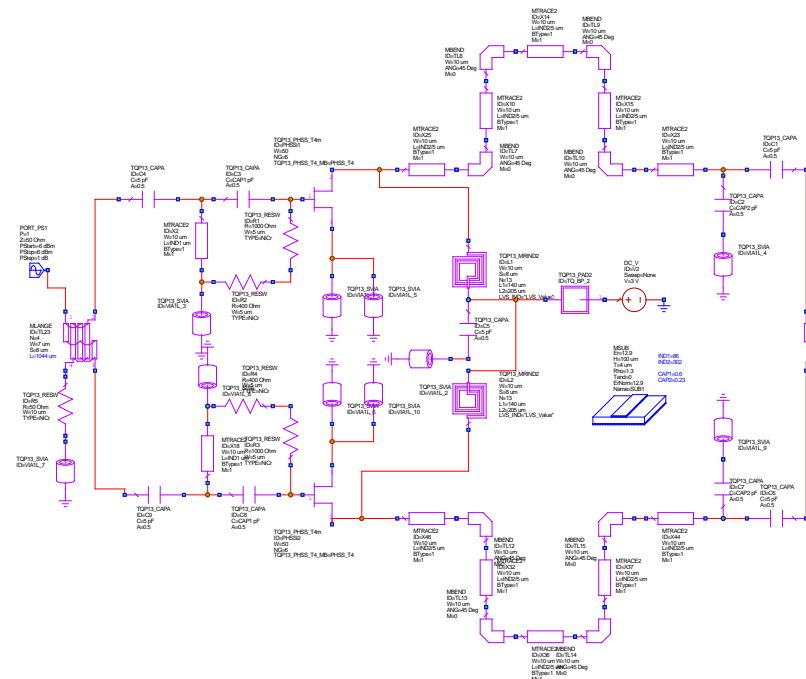 MTRACE2
ID=X14
W=10 um
L=IND2/5 um
BType=1
M=1
MBEND
ID=TL9
W=10 um
ANG=45 Deg
M=0
MBEND
ID=TL8
W=10 um
ANG=45 Deg
M=0
MTRACE2
ID=X10
W=10 um
L=IND2/5 um
BType=1
M=1
MTRACE2
ID=X15
W=10 um
L=IND2/5 um
BType=1
M=1
MTRACE2
ID=X25
W=10 um
L=IND2/5 um
BType=1
M=1
MBEND
ID=TL7
W=10 um
ANG=45 Deg
M=0
MBEND
ID=TL10
W=10 um
ANG=45 Deg
M=0
MTRACE2
ID=X23
W=10 um
L=IND2/5 um
BType=1
M=1
TQP13_CAPA
ID=C1
C=5 pF
A=0.5
TQP13_PHSS_T4m
ID=PHSSI1
W=50
NG=6
TQP13_PHSS_T4_MB=PHSS_T4
TQP13_CAPA
ID=C4
C=5 pF
A=0.5
TQP13_CAPA
ID=C3
C=CAP1 pF
A=0.5
MTRACE2
ID=X2
W=10 um
L=IND1 um
BType=1
M=1
TQP13_RESW
ID=R1
R=1000 Ohm
W=5 um
TYPE=NiCr
TQP13_CAPA
ID=C2
C=CAP2 pF
A=0.5
TQP13_SVIA
ID=VIA1L_4
PORT_PS1
P=1
Z=50 Ohm
PStart=-6 dBm
PStop=6 dBm
PStep=1 dB
TQP13_RESW
ID=R2
R=400 Ohm
W=5 um
TYPE=NiCr
TQP13_SVIA
ID=VIA1L_3
ID=VIA1L_5
TQP13_MRIND2
ID=L1
W=10 um
S=8 um
N=13
L1=140 um
L2=205 um
LVS_IND="LVS_Value"
TQP13_PAD2
ID=TQ_BP_2
DC_V
ID=V2
Sweep=None
V=3 V
TQP13_CAPA
ID=C5
C=5 pF
A=0.5
MLANGE
ID=TL23
N=4
W=7 um
S=8 um
L=1044 um
MSUB
Er=12.9
H=100 um
T=4 um
Rho=1.3
Tand=0
ErNom=12.9
Name=SUB1
IND1=86
IND2=302
CAP1=0.6
CAP2=0.23
TQP13_SVIA
ID=VIA1L_2
TQP13_MRIND2
ID=L2
W=10 um
S=8 um
N=13
L1=140 um
L2=205 um
LVS_IND="LVS_Value"
TQP13_RESW
ID=R4
R=400 Ohm
W=5 um
TYPE=NiCr
TQP13_RESW
ID=R5
R=50 Ohm
W=10 um
TYPE=NiCr
TQP13_SVIA
ID=VIA1L_10
TQP13_SVIA
ID=VIA1L_7
ID=X18
W=10 um
L=IND1 um
BType=1
M=1
TQP13_RESW
ID=R3
R=1000 Ohm
W=5 um
TYPE=NiCr
TQP13_SVIA
ID=VIA1L_9
TQP13_CAPA
ID=C7
C=CAP2 pF
A=0.5
TQP13_CAPA
ID=C6
C=5 pF
A=0.5
TQP13_CAPA
ID=C9
C=5 pF
A=0.5
TQP13_CAPA
ID=C8
C=CAP1 pF
A=0.5
TQP13_PHSS_T4m
ID=PHSSI2
W=50
NG=6
TQP13_PHSS_T4_MB=PHSS_T4
MTRACE2
ID=X46
W=10 um
L=IND2/5 um
BType=1
M=1
MBEND
ID=TL12
W=10 um
ANG=45 Deg
ID=X32
W=10 um
L=IND2/5 um
BType=1
M=1
MBEND
ID=TL15
W=10 um
ANG=45 Deg
M=0
MTRACE2
ID=X37
W=10 um
L=IND2/5 um
BType=1
M=1
MTRACE2
ID=X44
W=10 um
L=IND2/5 um
BType=1
M=1
MBEND
ID=TL13
W=10 um
ANG=45 Deg
M=0
MBEND
ID=TL14
W=10 um
ANG=45 Deg
M=0